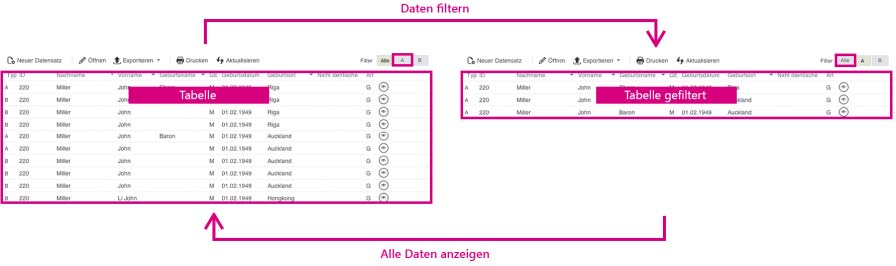 Daten filtern
Neuer Datensatz Öffnen Exportieren Drucken Aktualisieren Filter Alle A B
Typ ID Nachname Vorname Geburtsname GE Geburtsdatum Geburtsort Nicht identische Art
A 220 Miller John M 01.02.1949 Riga G
B 220 Miller John Riga G
Tabelle
B 220 Miller John M 01.02.1949 Riga G
B 220 Miller John M 01.02.1949 Riga G
A 220 Miller John Baron M 01.02.1949 Auckland G
A 220 Miller John M 01.02.1949 Auckland G
B 220 Miller John M 01.02.1949 Auckland G
B 220 Miller John M 01.02.1949 Auckland G
B 220 Miller John M 01.02.1949 Auckland G
B 220 Miller Li John M 01.02.1949 Hongkong G
Neuer Datensatz Öffnen Exportieren Drucken Aktualisieren Filter Alle A B
Typ ID Nachname Vorname Geburtsname GE Geburtsdatum Geburtsort Nicht identische Art
A 220 Miller John G
A 220 Miller John G
Tabelle gefiltert
A 220 Miller John Baron M 01.02.1949 Auckland G
Alle Daten anzeigen